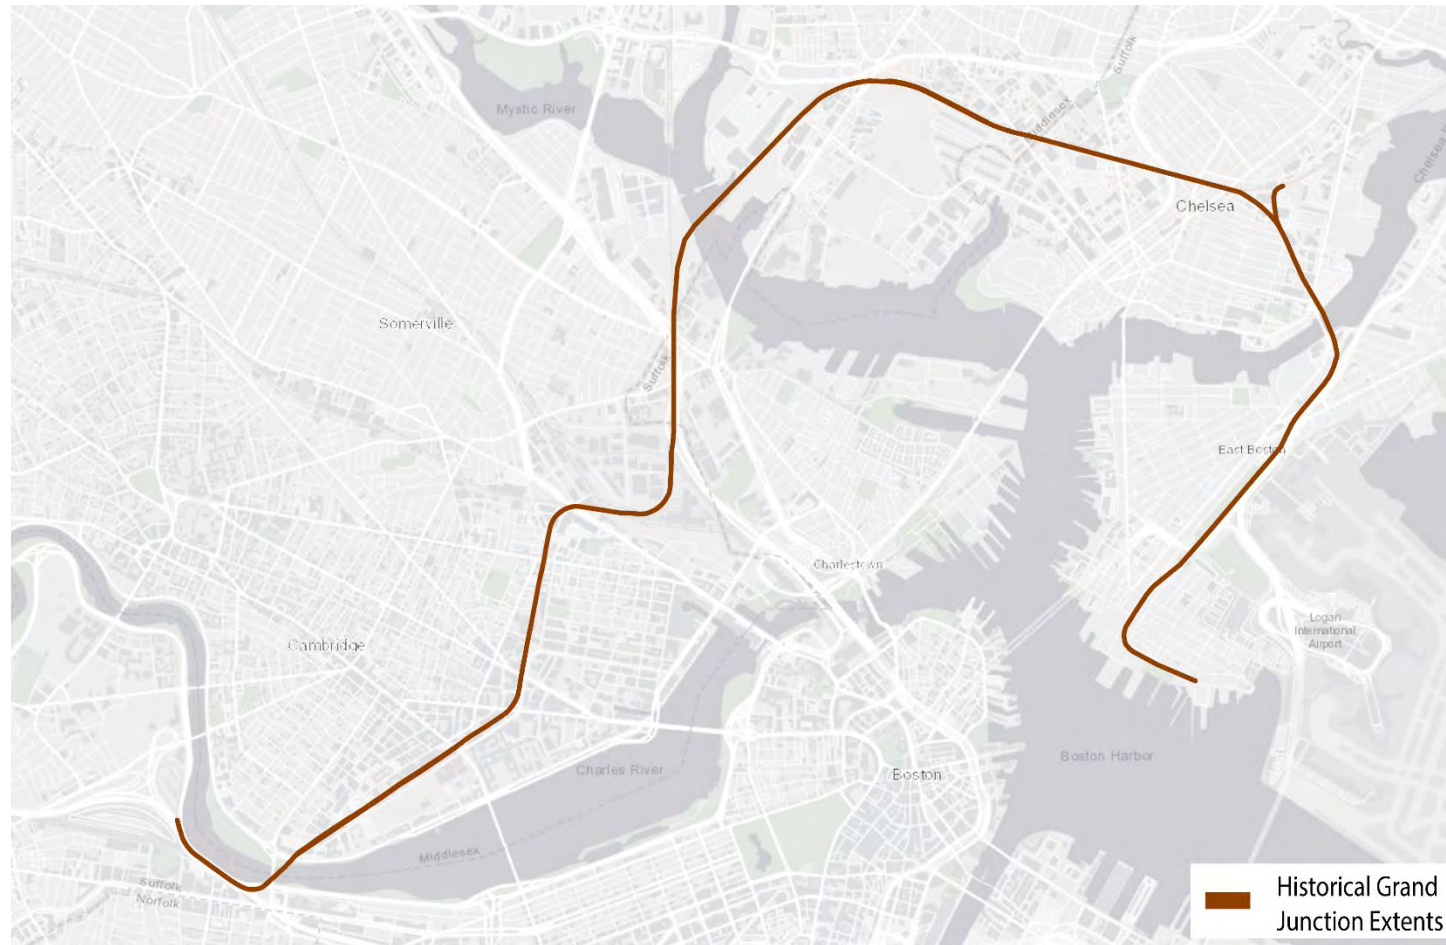 Suffolk
Middlesex
Mystic River
Chelsea
Chelsea
Somerville
Suffolk
East Boston
Charlestown
Logan
International
Airport
Cambridge
Boston Harbor
Charles River
Boston
Middlesex
Suffolk
Norfolk
Historical Grand
Junction Extents